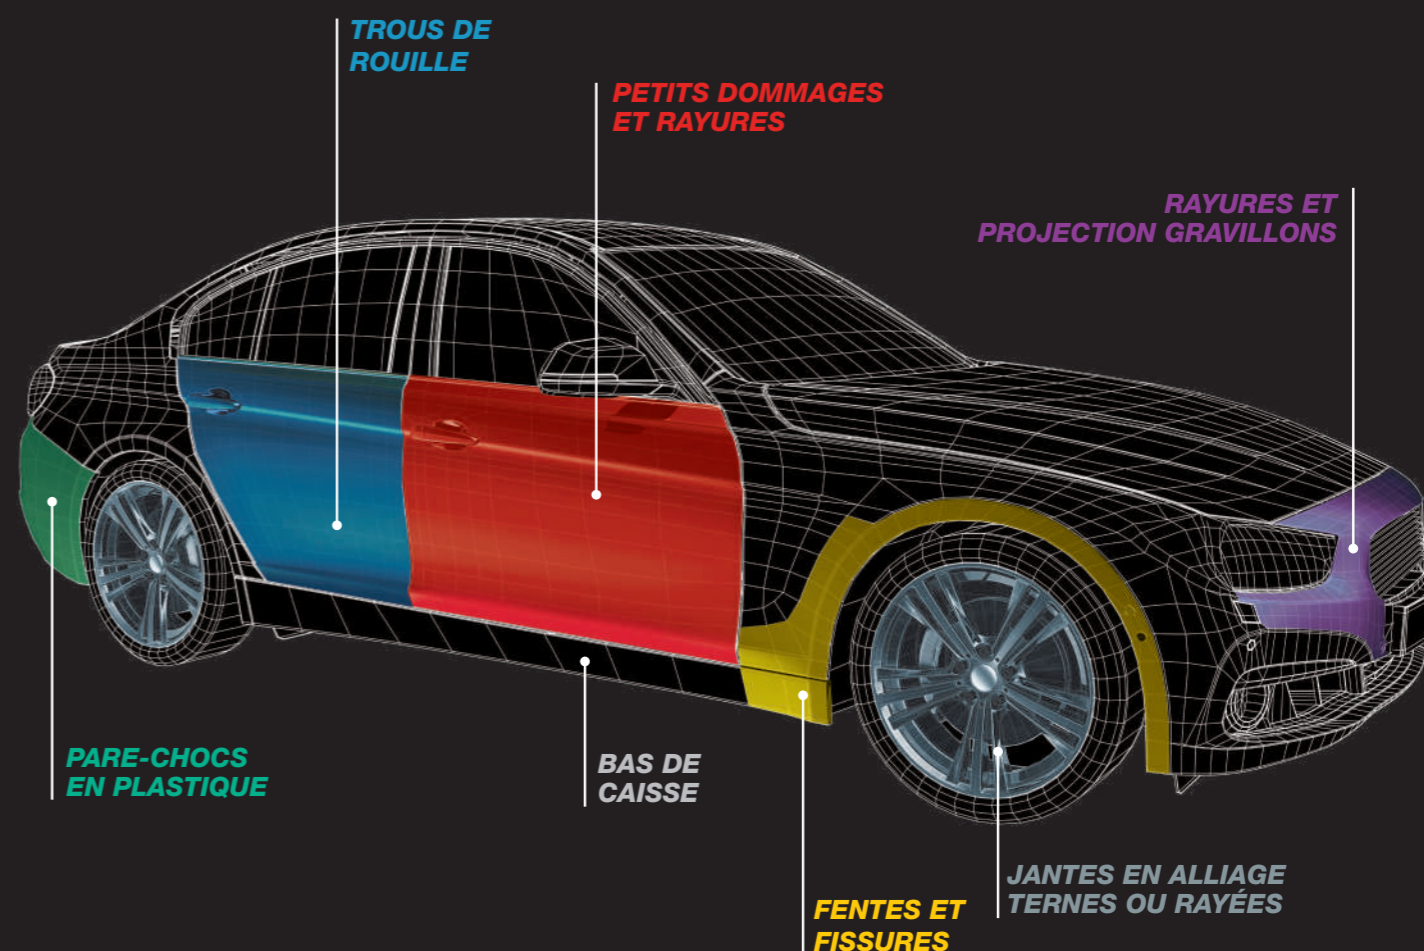 TROUS DE
ROUILLE
PETITS DOMMAGES
ET RAYURES
RAYURES ET
PROJECTION GRAVILLONS
PARE-CHOCS
EN PLASTIQUE
BAS DE
CAISSE
JANTES EN ALLIAGE
TERNES OU RAYÉES
FENTES ET
FISSURES